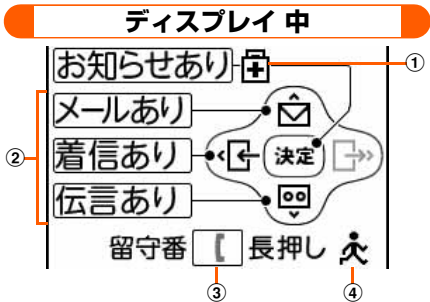 ディスプレイ 中
お知らせあり
①
メールあり
②
着信あり
決定
伝言あり
留守番 長押し
③
④